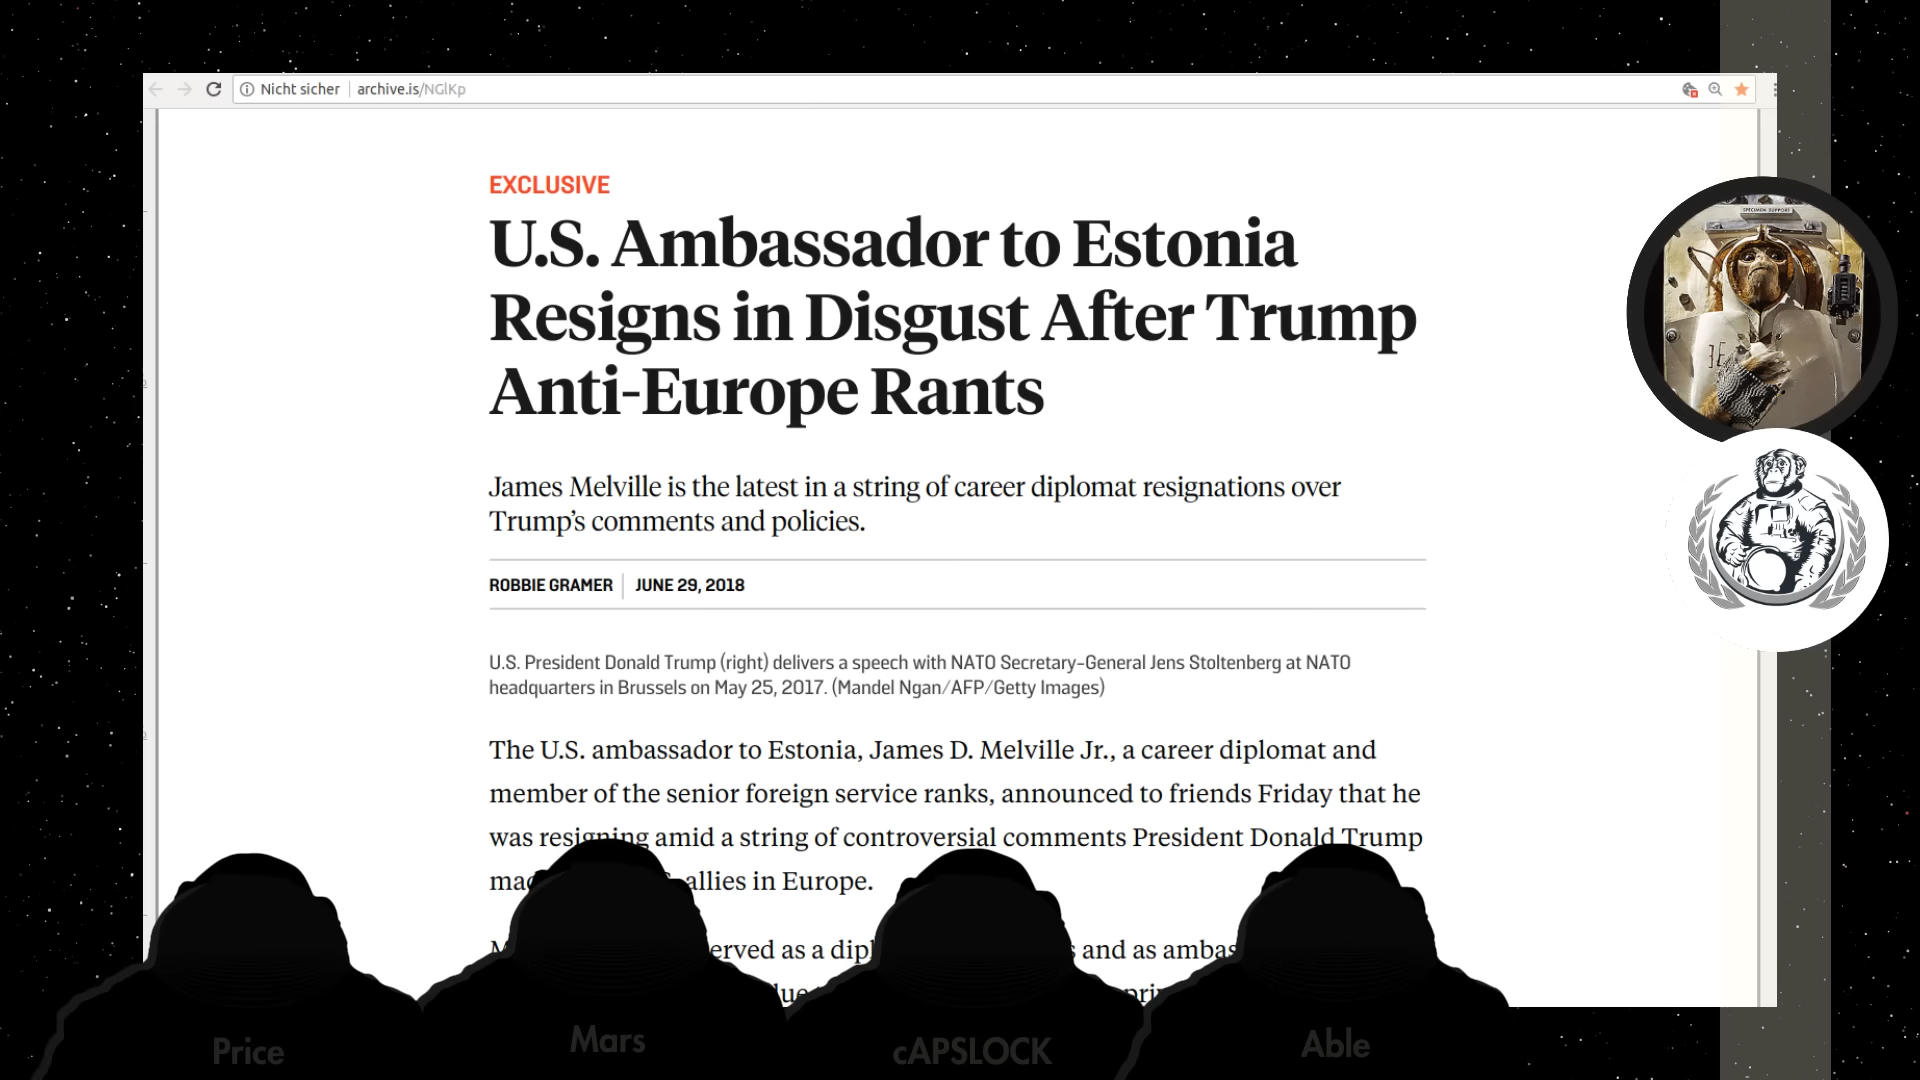 Nicht sicher archive.is/NGlKp
EXCLUSIVE
U.S. Ambassador to Estonia
Resigns in Disgust After Trump
Anti-Europe Rants
James Melville is the latest in a string of career diplomat resignations over
Trump's comments and policies.
ROBBIE GRAMER JUNE 29, 2018
U.S. President Donald Trump (right) delivers a speech with NATO Secretary-General Jens Stoltenberg at NATO
headquarters in Brussels on May 25, 2017. (Mandel Ngan/AFP/Getty Images)
The U.S. ambassador to Estonia, James D. Melville Jr., a career diplomat and
member of the senior foreign service ranks, announced to friends Friday that he
was resigning amid a string of controversial comments President Donald Trump
allies in Europe.
as a and as
SPECIMEN SUPPORT
Price
Mars
cAPSLOCK
Able